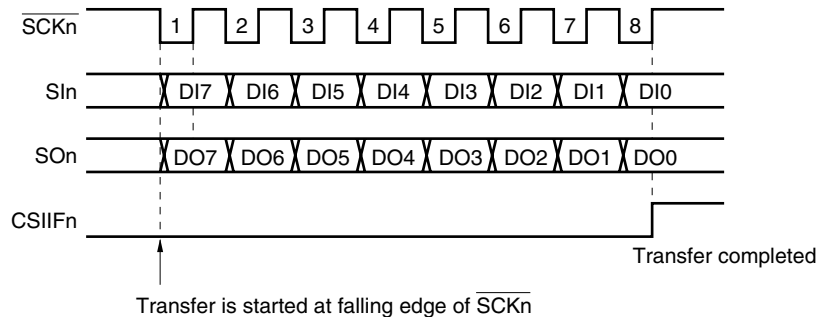 SCKn 1 2 3 4 5 6 7 8
SIn DI7 DI6 DI5 DI4 DI3 DI2 DI1 DI0
SOn DO7 DO6 DO5 DO4 DO3 DO2 DO1 DO0
CSIIFn
Transfer completed
Transfer is started at falling edge of SCKn